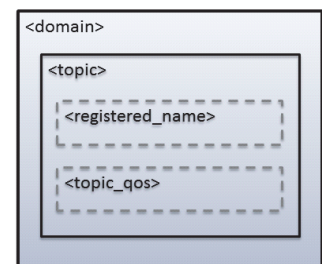 <domain>
<topic>
<registered_name>
<topic_qos>